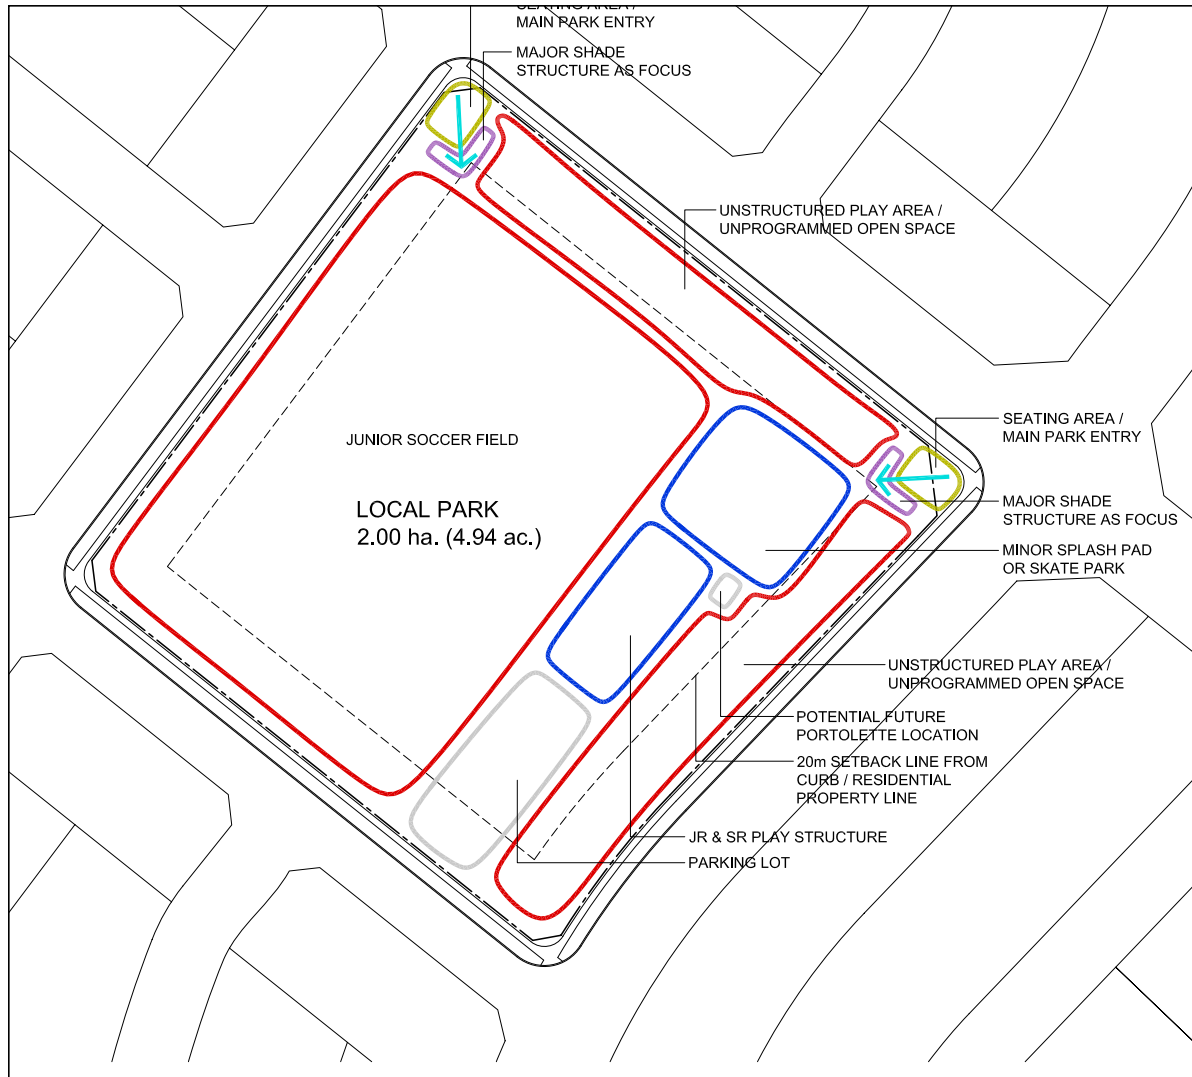 SEATING AREA /
MAIN PARK ENTRY
MAJOR SHADE
STRUCTURE AS FOCUS
UNSTRUCTURED PLAY AREA /
UNPROGRAMMED OPEN SPACE
SEATING AREA /
MAIN PARK ENTRY
JUNIOR SOCCER FIELD
LOCAL PARK
2.00 ha. (4.94 ac.)
MAJOR SHADE
STRUCTURE AS FOCUS
MINOR SPLASH PAD
OR SKATE PARK
UNSTRUCTURED PLAY AREA /
UNPROGRAMMED OPEN SPACE
POTENTIAL FUTURE
PORTOLETTE LOCATION
20m SETBACK LINE FROM
CURB / RESIDENTIAL
PROPERTY LINE
JR & SR PLAY STRUCTURE
PARKING LOT